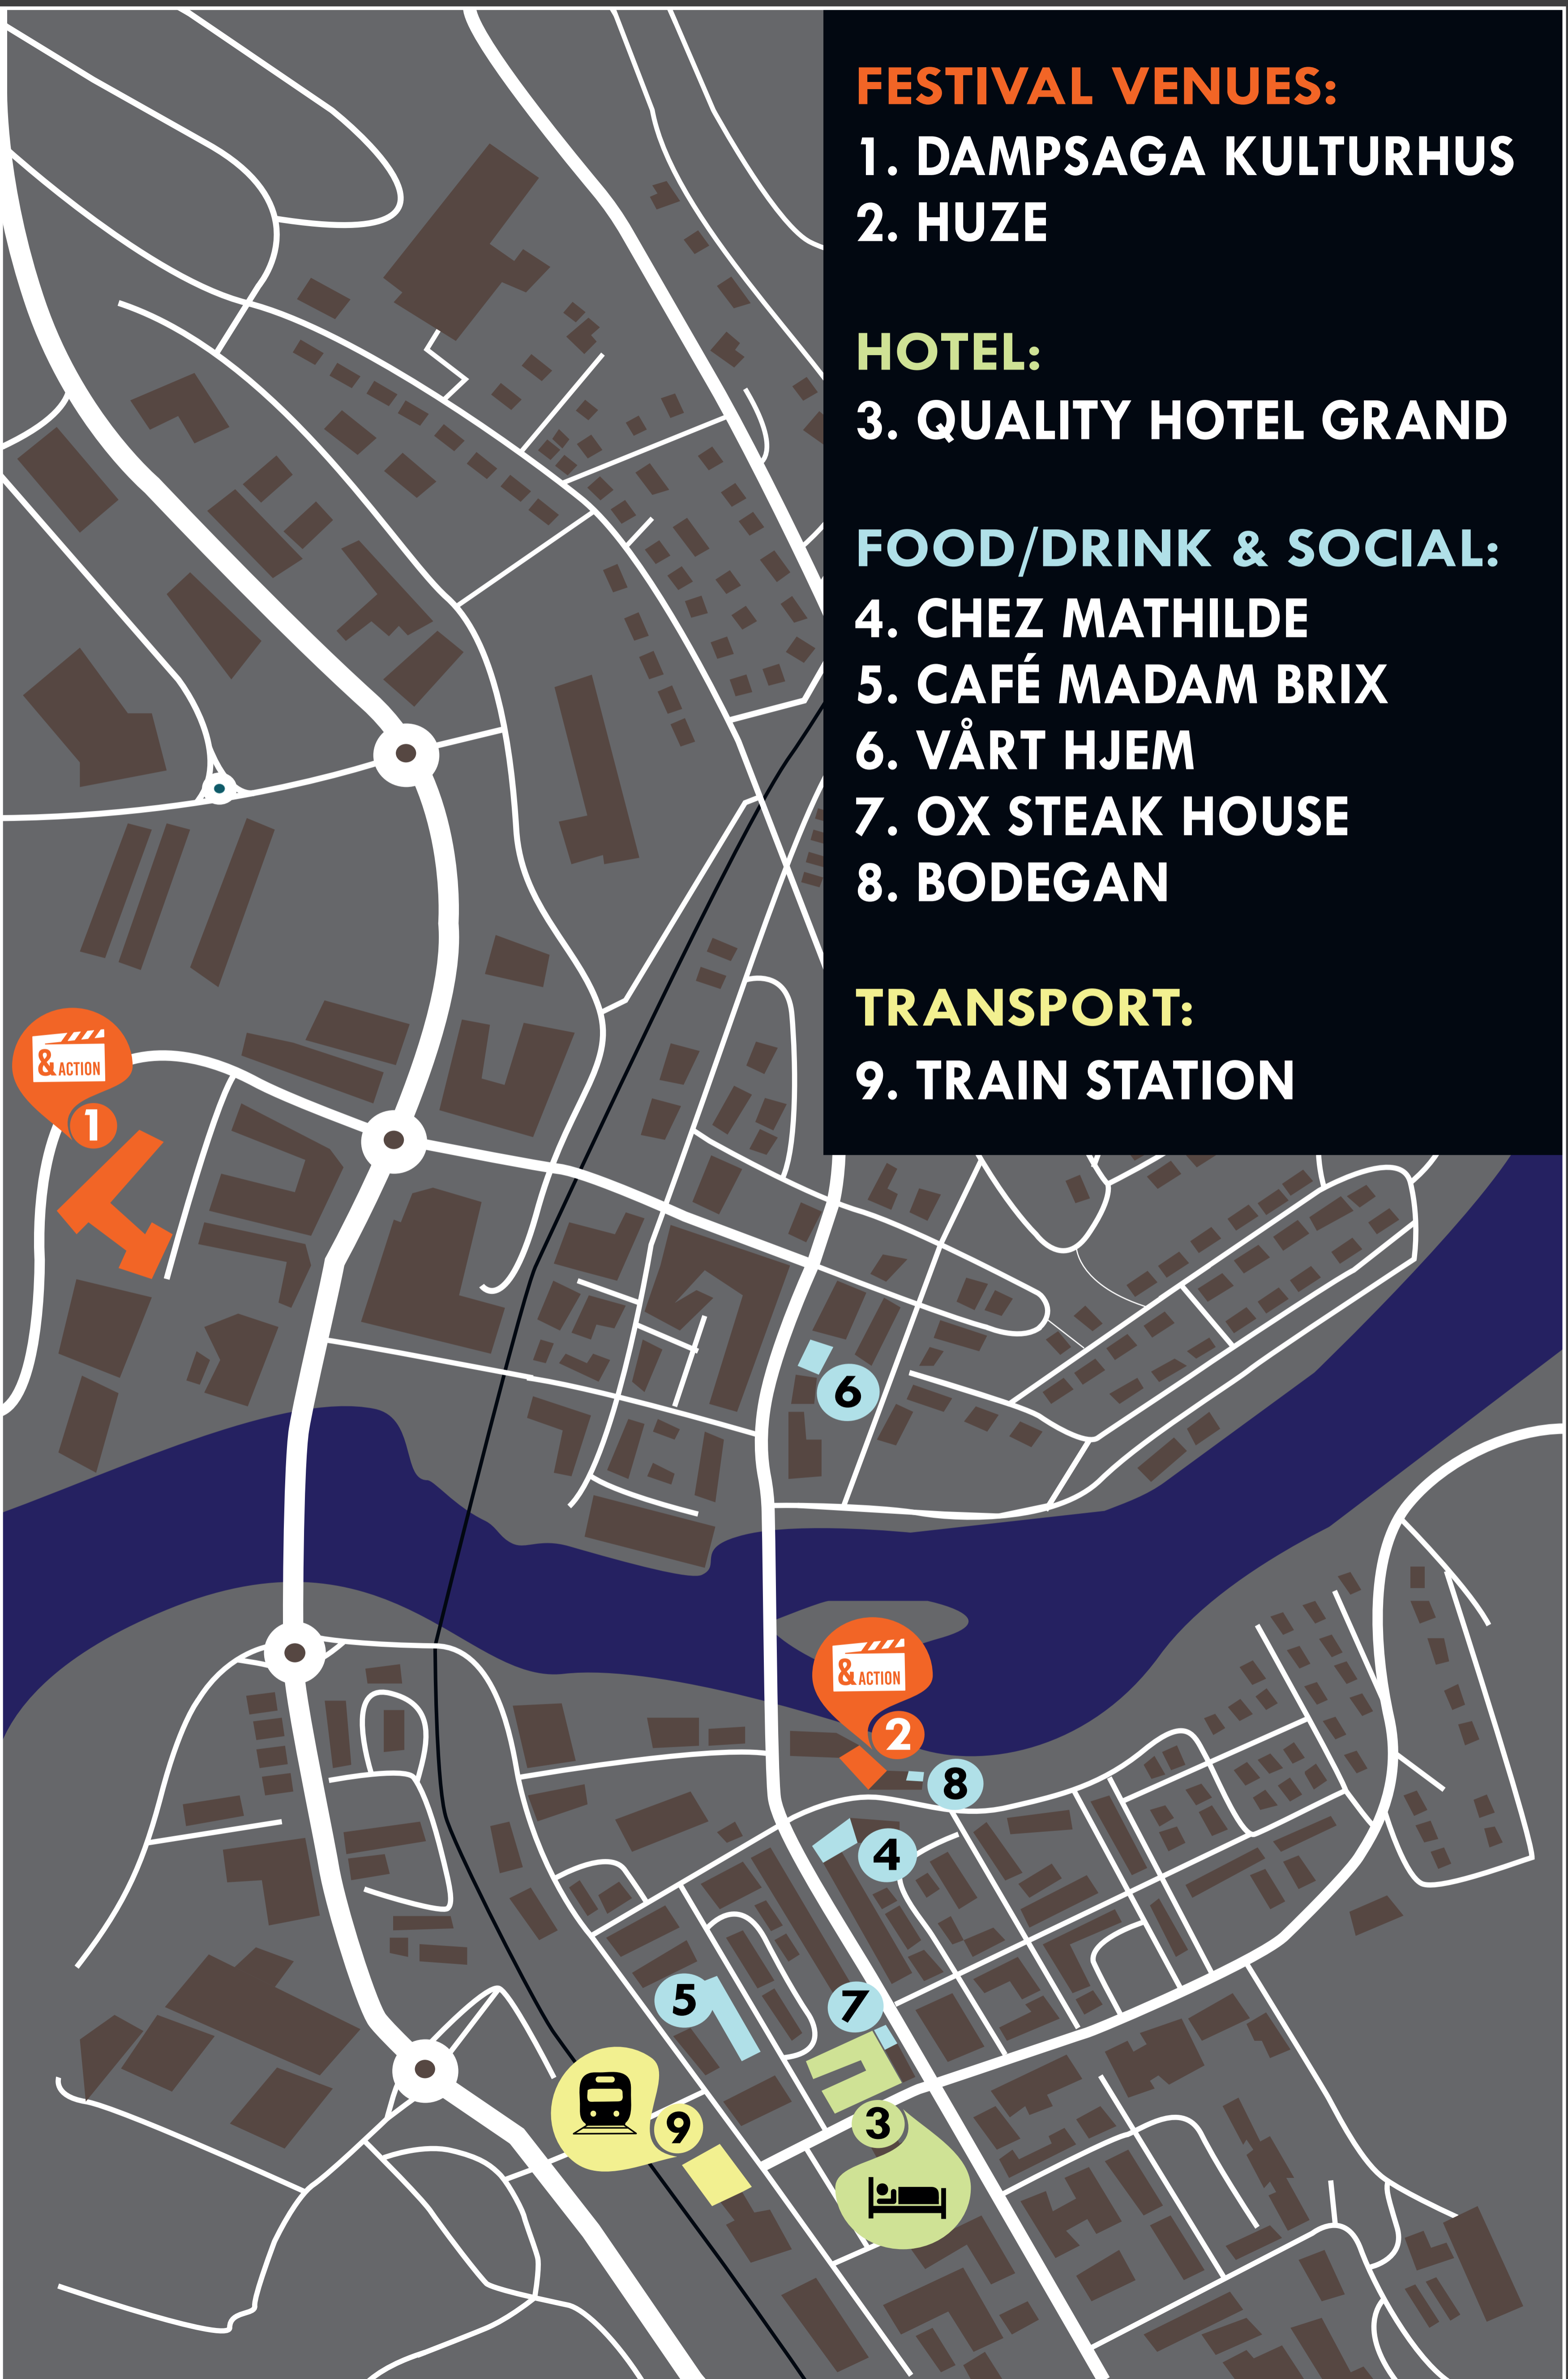 FESTIVAL VENUES:
1. DAMPSAGA KULTURHUS
2. HUZE
HOTEL:
3. QUALITY HOTEL GRAND
FOOD/DRINK & SOCIAL:
4. CHEZ MATHILDE
5. CAFÉ MADAM BRIX
6. VÅRT HJEM
7. OX STEAK HOUSE
8. BODEGAN
TRANSPORT:
9. TRAIN STATION
& ACTION
1
6
& ACTION
2
8
4
5
7
9
3